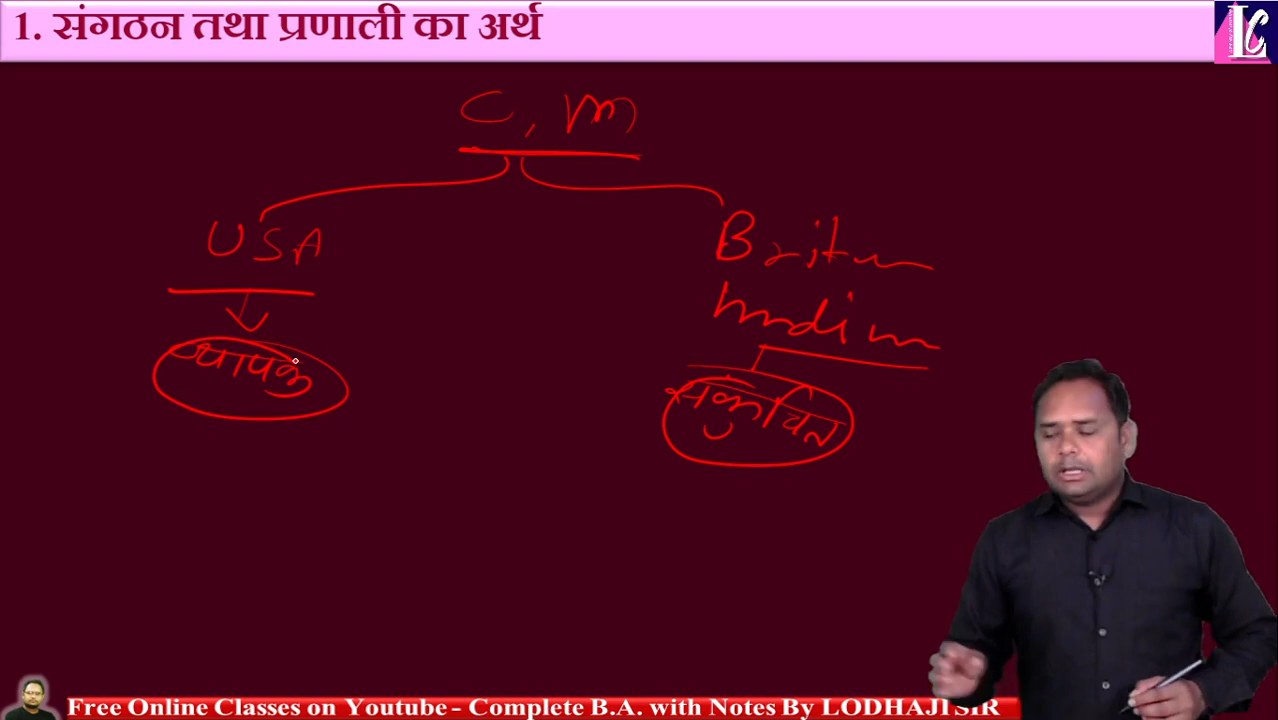 1. संगठन तथा प्रणाली का अर्थ
LC
C, M
USA
Britain
India
व्यापक
संकुचित
Free Online Classes on Youtube - Complete B.A. with Notes By LODHAJI SIR